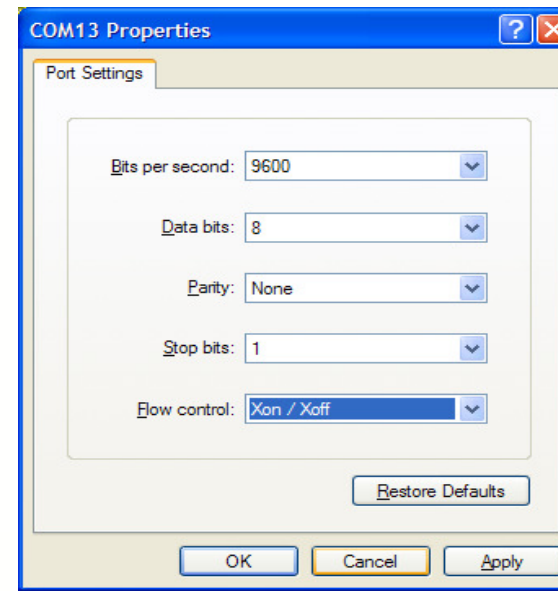 COM13 Properties
Port Settings
Bits per second: 9600
Data bits: 8
Parity: None
Stop bits: 1
Flow control: Xon / Xoff
Restore Defaults
OK Cancel Apply